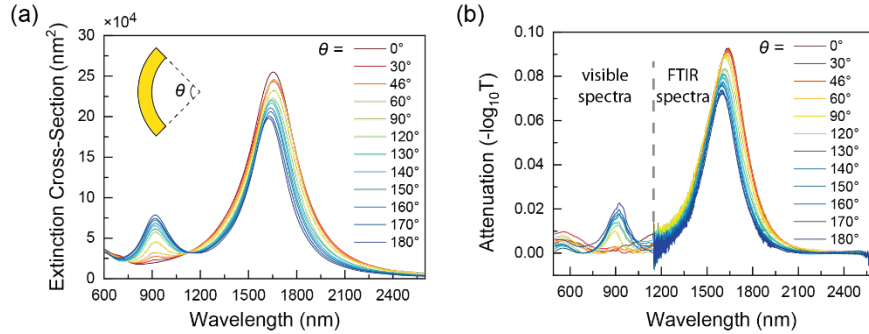 (a)
Extinction Cross-Section (nm²)
×10⁴
30
25
20
15
10
5
0
600 900 1200 1500 1800 2100 2400
Wavelength (nm)
θ
θ =
0°
30°
46°
60°
90°
120°
130°
140°
150°
160°
170°
180°
(b)
Attenuation (-log₁₀T)
0.10
0.08
0.06
0.04
0.02
0.00
600 900 1200 1500 1800 2100 2400
Wavelength (nm)
visible
spectra
FTIR
spectra
θ =
0°
30°
46°
60°
90°
120°
130°
140°
150°
160°
170°
180°